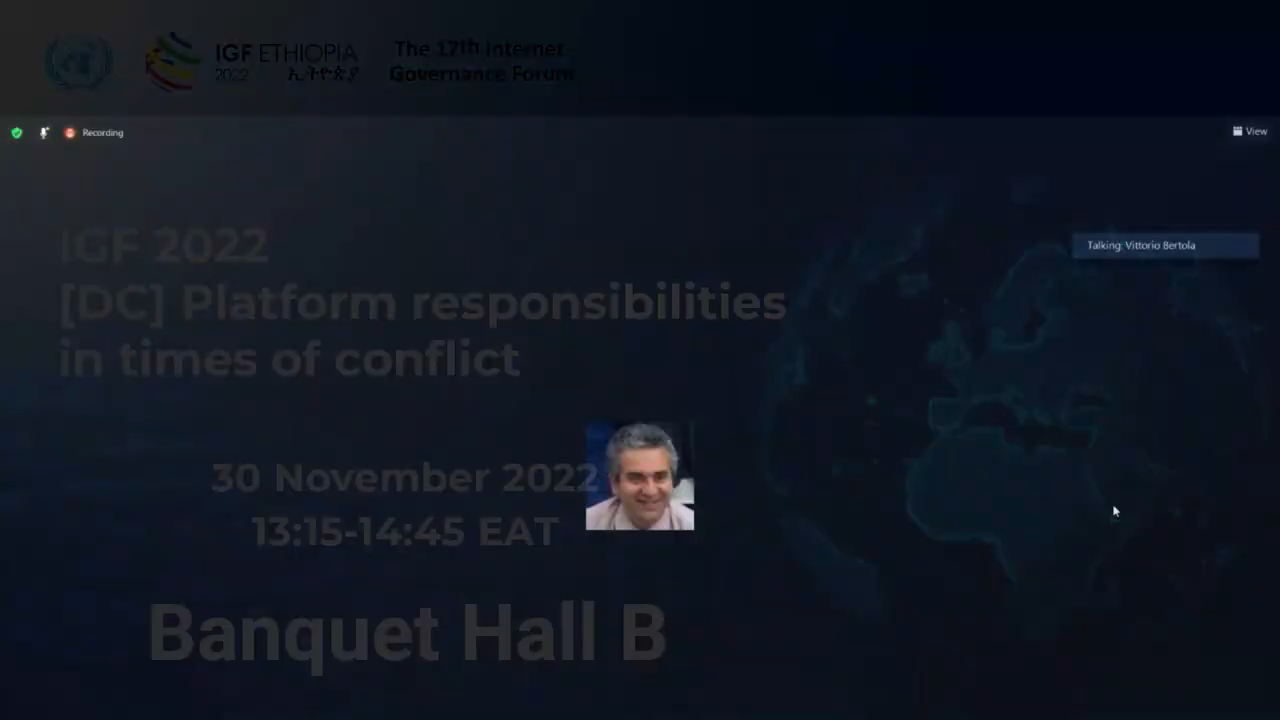 IGF ETHIOPIA
2022 ኢትዮጵያ
The 17th Internet
Governance Forum
Recording
View
Talking: Vittorio Bertola
IGF 2022
[DC] Platform responsibilities
in times of conflict
30 November 2022
13:15-14:45 EAT
Banquet Hall B